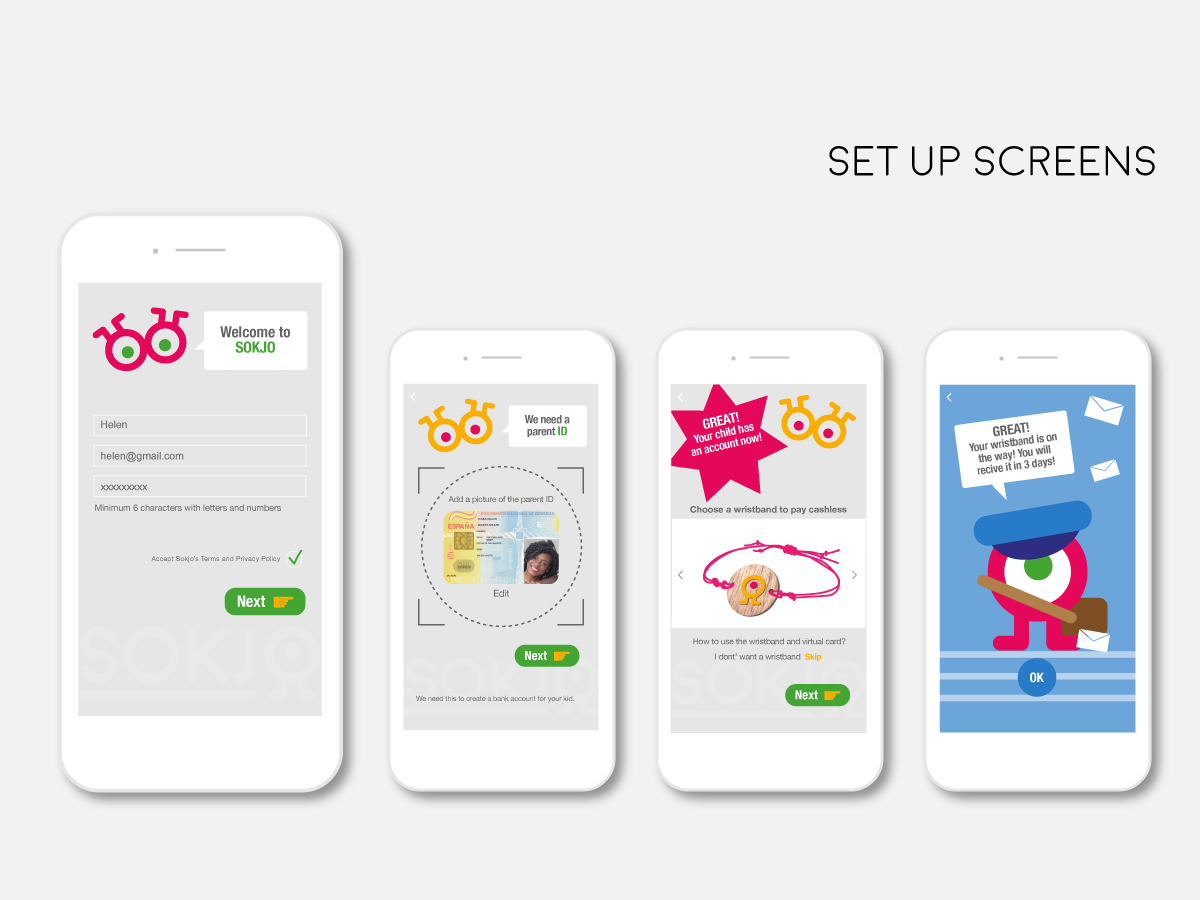 SET UP SCREENS
Welcome to
SOKJO
Helen
helen@gmail.com
xxxxxxxxx
Minimum 6 characters with letters and numbers
Accept Sokjo's Terms and Privacy Policy
Next
SOKJO
We need a
parent ID
Add a picture of the parent ID
ESPAÑA
Edit
Next
SOKJO
We need this to create a bank account for your kid.
GREAT!
Your child has
an account now!
Choose a wristband to pay cashless
How to use the wristband and virtual card?
I dont' want a wristband Skip
SOKJO
Next
GREAT!
Your wristband is on
the way! You will
recive it in 3 days!
OK